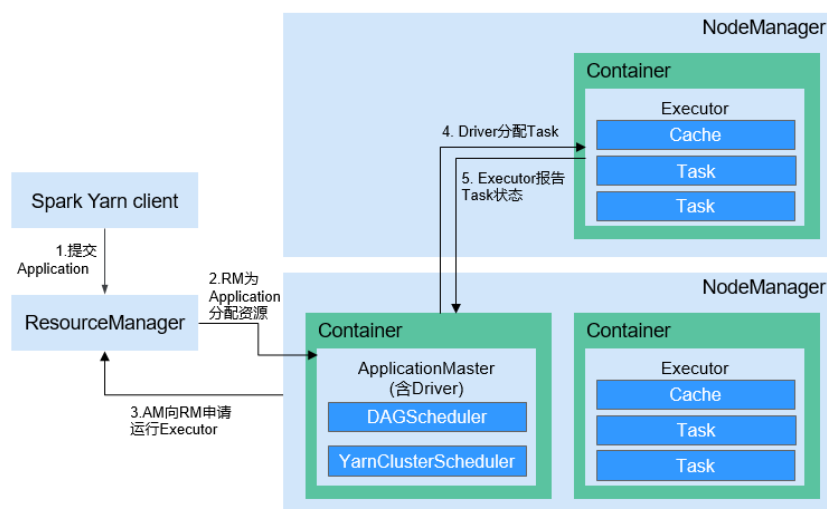 NodeManager
Container
Executor
Cache
Task
Task
4. Driver分配Task
5. Executor报告
Task状态
Spark Yarn client
1.提交
Application
ResourceManager
2.RM为
Application
分配资源
3.AM向RM申请
运行Executor
NodeManager
Container
ApplicationMaster
(含Driver)
DAGScheduler
YarnClusterScheduler
Container
Executor
Cache
Task
Task